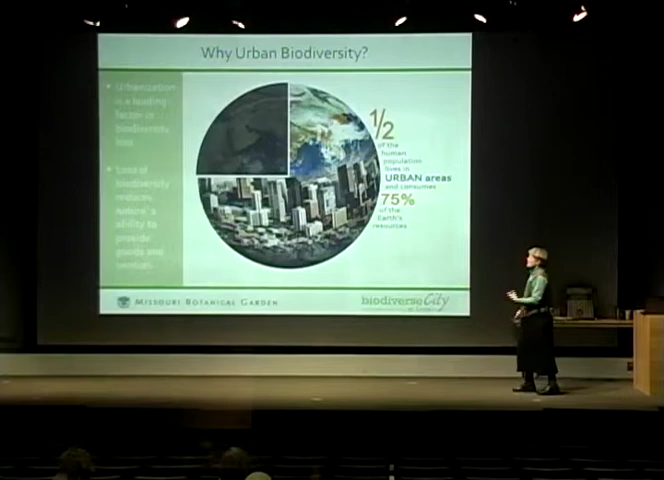 Why Urban Biodiversity?
• Urbanization
is a leading
factor in
biodiversity
loss
• Loss of
biodiversity
reduces
nature's
ability to
provide
goods and
services.
1/2
of the
human
population
lives in
URBAN areas
and consumes
75%
of the
Earth's
resources
MISSOURI BOTANICAL GARDEN
biodiverseCity